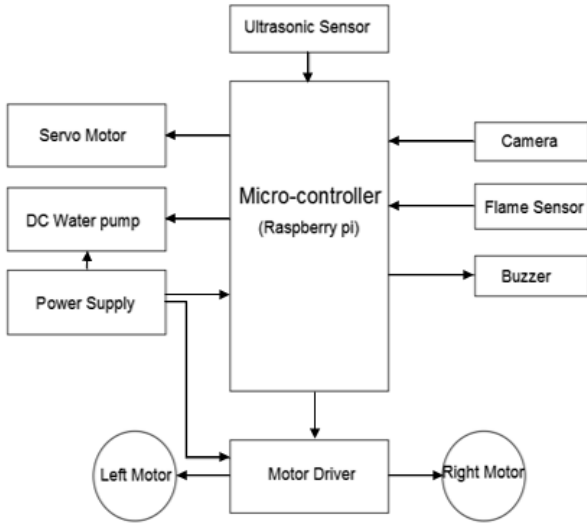 Ultrasonic Sensor
Servo Motor
Micro-controller
(Raspberry pi)
Camera
DC Water pump
Flame Sensor
Power Supply
Buzzer
Left Motor
Motor Driver
Right Motor